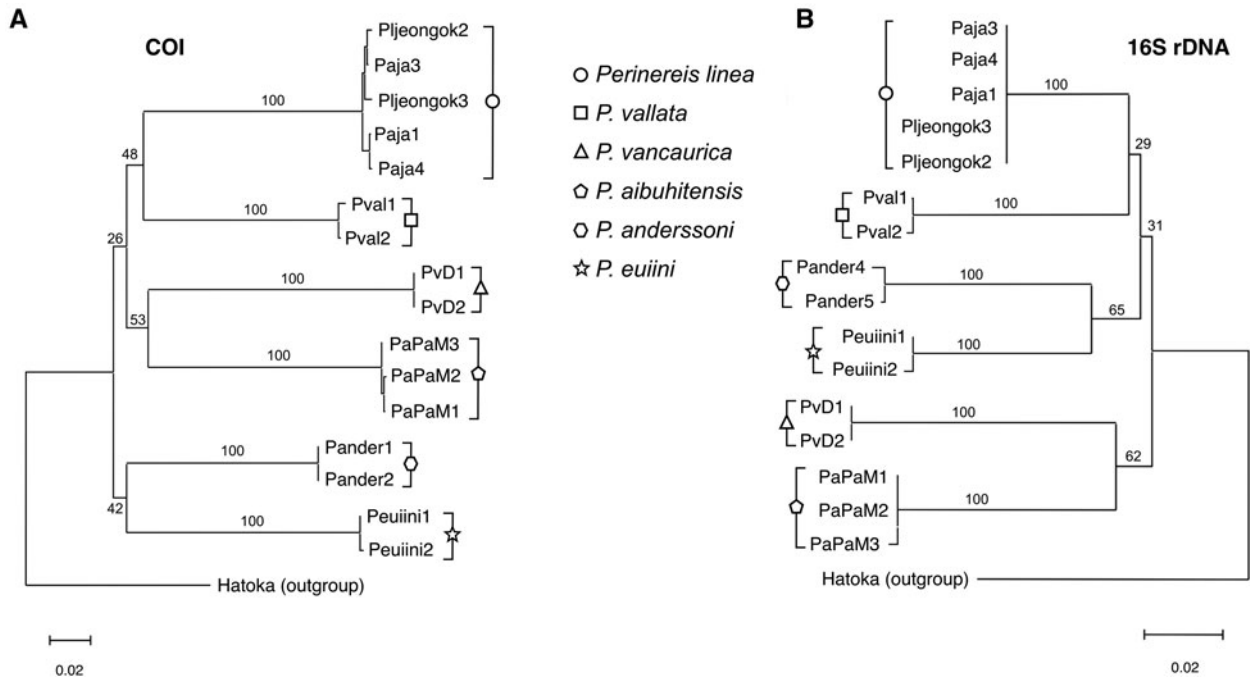 A
COI
Pljeongok2
Paja3
100
Pljeongok3
Paja1
Paja4
48
Pval1
100
Pval2
26
PvD1
100
PvD2
53
PaPaM3
100
PaPaM2
PaPaM1
Pander1
100
Pander2
42
Peuiini1
100
Peuiini2
Hatoka (outgroup)
0.02
Perinereis linea
P. vallata
P. vancaurica
P. aibuhitensis
P. anderssoni
P. euiini
B
16S rDNA
Paja3
Paja4
Paja1
100
Pljeongok3
Pljeongok2
29
Pval1
100
Pval2
31
Pander4
100
Pander5
65
Peuiini1
100
Peuiini2
PvD1
100
PvD2
62
PaPaM1
PaPaM2
100
PaPaM3
Hatoka (outgroup)
0.02